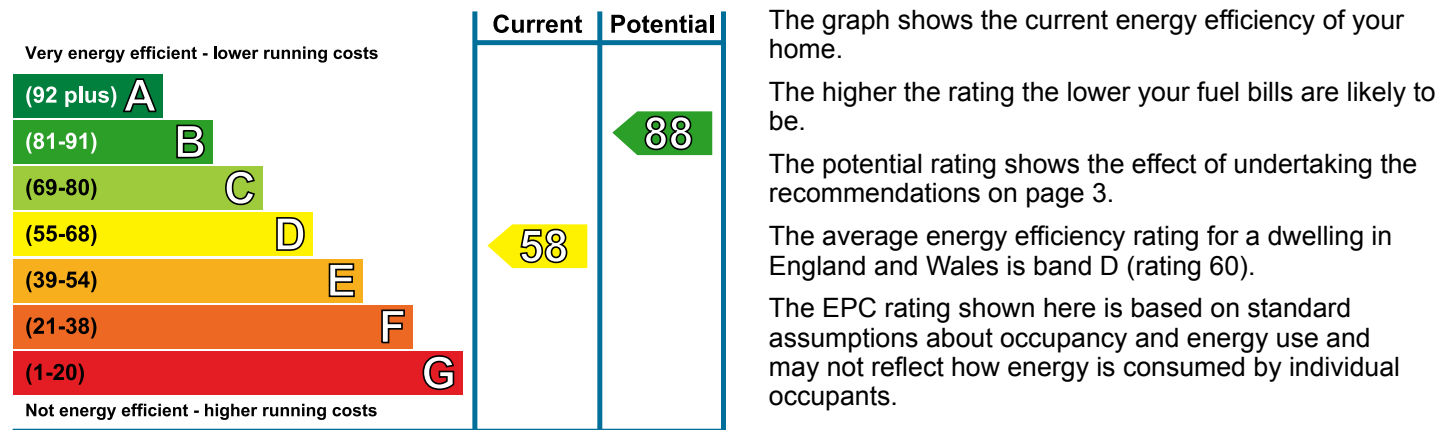 Current Potential
Very energy efficient - lower running costs
(92 plus) A
(81-91) B
88
(69-80) C
(55-68) D
58
(39-54) E
(21-38) F
(1-20) G
Not energy efficient - higher running costs
The graph shows the current energy efficiency of your
home.
The higher the rating the lower your fuel bills are likely to
be.
The potential rating shows the effect of undertaking the
recommendations on page 3.
The average energy efficiency rating for a dwelling in
England and Wales is band D (rating 60).
The EPC rating shown here is based on standard
assumptions about occupancy and energy use and
may not reflect how energy is consumed by individual
occupants.